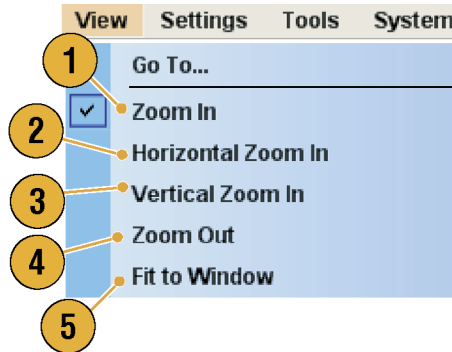 View Settings Tools System
1 Go To...
Zoom In
2 Horizontal Zoom In
3 Vertical Zoom In
4 Zoom Out
Fit to Window
5